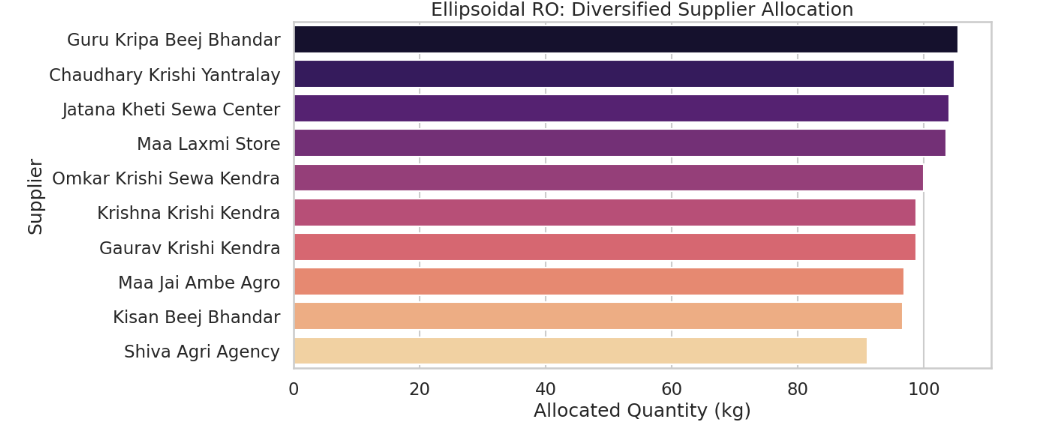 Ellipsoidal RO: Diversified Supplier Allocation
Supplier
Guru Kripa Beej Bhandar
Chaudhary Krishi Yantralay
Jatana Kheti Sewa Center
Maa Laxmi Store
Omkar Krishi Sewa Kendra
Krishna Krishi Kendra
Gaurav Krishi Kendra
Maa Jai Ambe Agro
Kisan Beej Bhandar
Shiva Agri Agency
0 20 40 60 80 100
Allocated Quantity (kg)